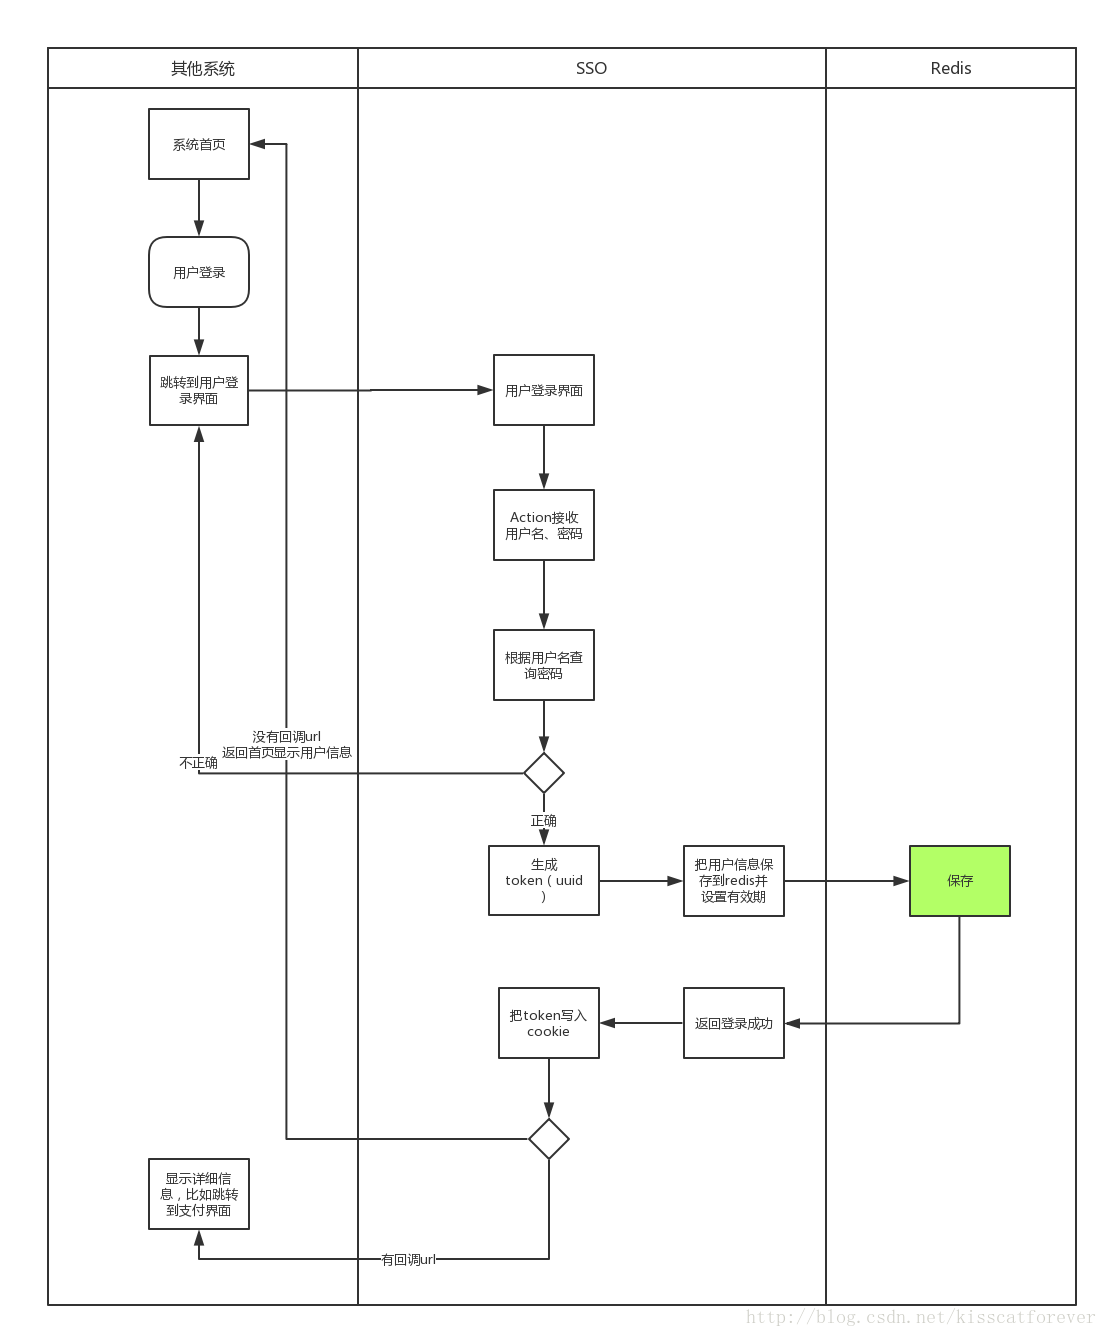 其他系统
SSO
Redis
系统首页
用户登录
跳转到用户登
录界面
用户登录界面
Action接收
用户名、密码
根据用户名查
询密码
没有回调url
返回首页显示用户信息
不正确
正确
生成
token（uuid
）
把用户信息保
存到redis并
设置有效期
保存
把token写入
cookie
返回登录成功
显示详细信
息，比如跳转
到支付界面
有回调url
http://blog.csdn.net/kisscatforever